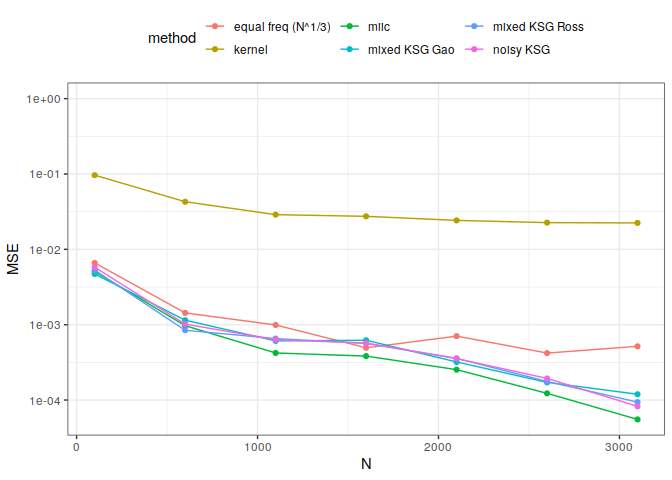 method
equal freq (N^1/3)
miic
mixed KSG Ross
kernel
mixed KSG Gao
noisy KSG
MSE
1e+00
1e-01
1e-02
1e-03
1e-04
0
1000
2000
3000
N